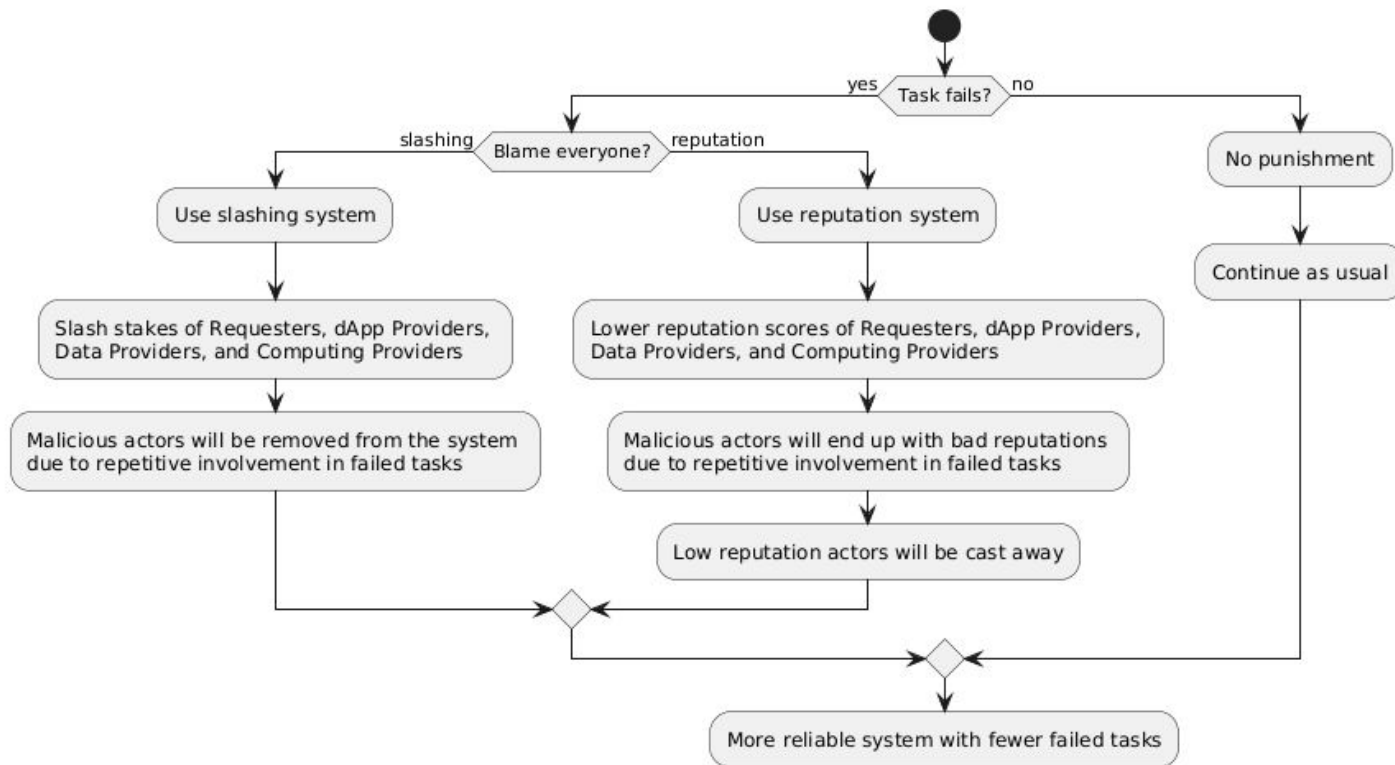 yes
Task fails?
no
slashing
Blame everyone?
reputation
No punishment
Use slashing system
Use reputation system
Continue as usual
Slash stakes of Requesters, dApp Providers,
Data Providers, and Computing Providers
Lower reputation scores of Requesters, dApp Providers,
Data Providers, and Computing Providers
Malicious actors will be removed from the system
due to repetitive involvement in failed tasks
Malicious actors will end up with bad reputations
due to repetitive involvement in failed tasks
Low reputation actors will be cast away
More reliable system with fewer failed tasks